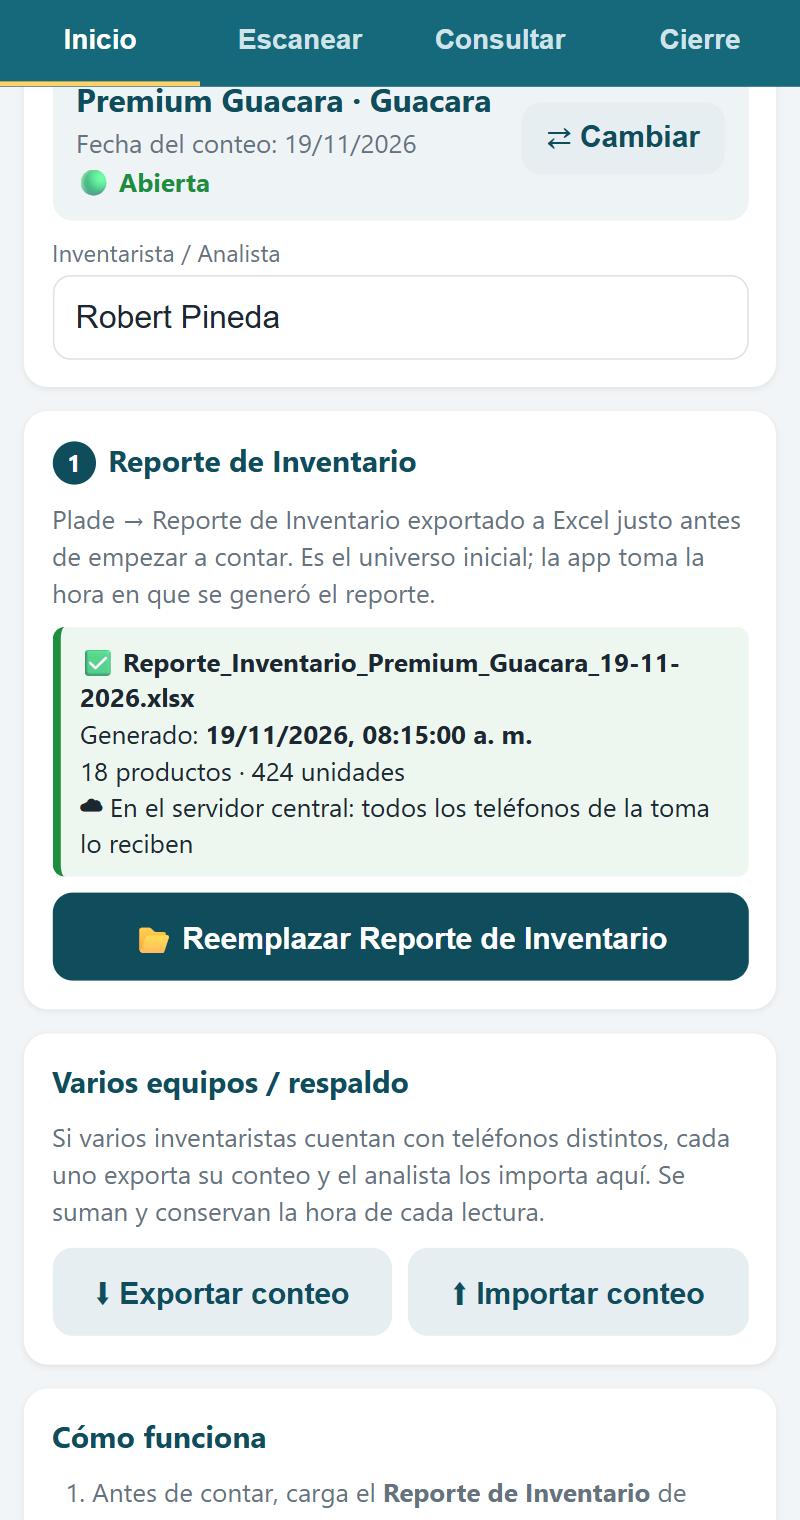 Inicio Escanear Consultar Cierre
Premium Guacara · Guacara
Fecha del conteo: 19/11/2026
Abierta
⇄ Cambiar
Inventarista / Analista
Robert Pineda
1 Reporte de Inventario
Plade → Reporte de Inventario exportado a Excel justo antes
de empezar a contar. Es el universo inicial; la app toma la
hora en que se generó el reporte.
✅ Reporte_Inventario_Premium_Guacara_19-11-
2026.xlsx
Generado: 19/11/2026, 08:15:00 a. m.
18 productos · 424 unidades
☁ En el servidor central: todos los teléfonos de la toma
lo reciben
📂 Reemplazar Reporte de Inventario
Varios equipos / respaldo
Si varios inventaristas cuentan con teléfonos distintos, cada
uno exporta su conteo y el analista los importa aquí. Se
suman y conservan la hora de cada lectura.
⬇ Exportar conteo
⬆ Importar conteo
Cómo funciona
1. Antes de contar, carga el Reporte de Inventario de